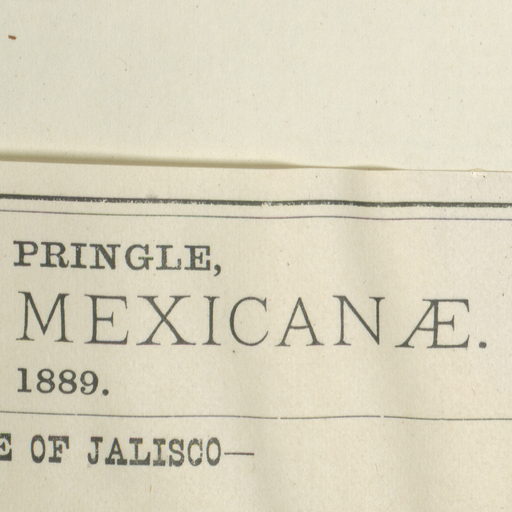 PRINGLE,
MEXICANÆ.
1889.
OF JALISCO—